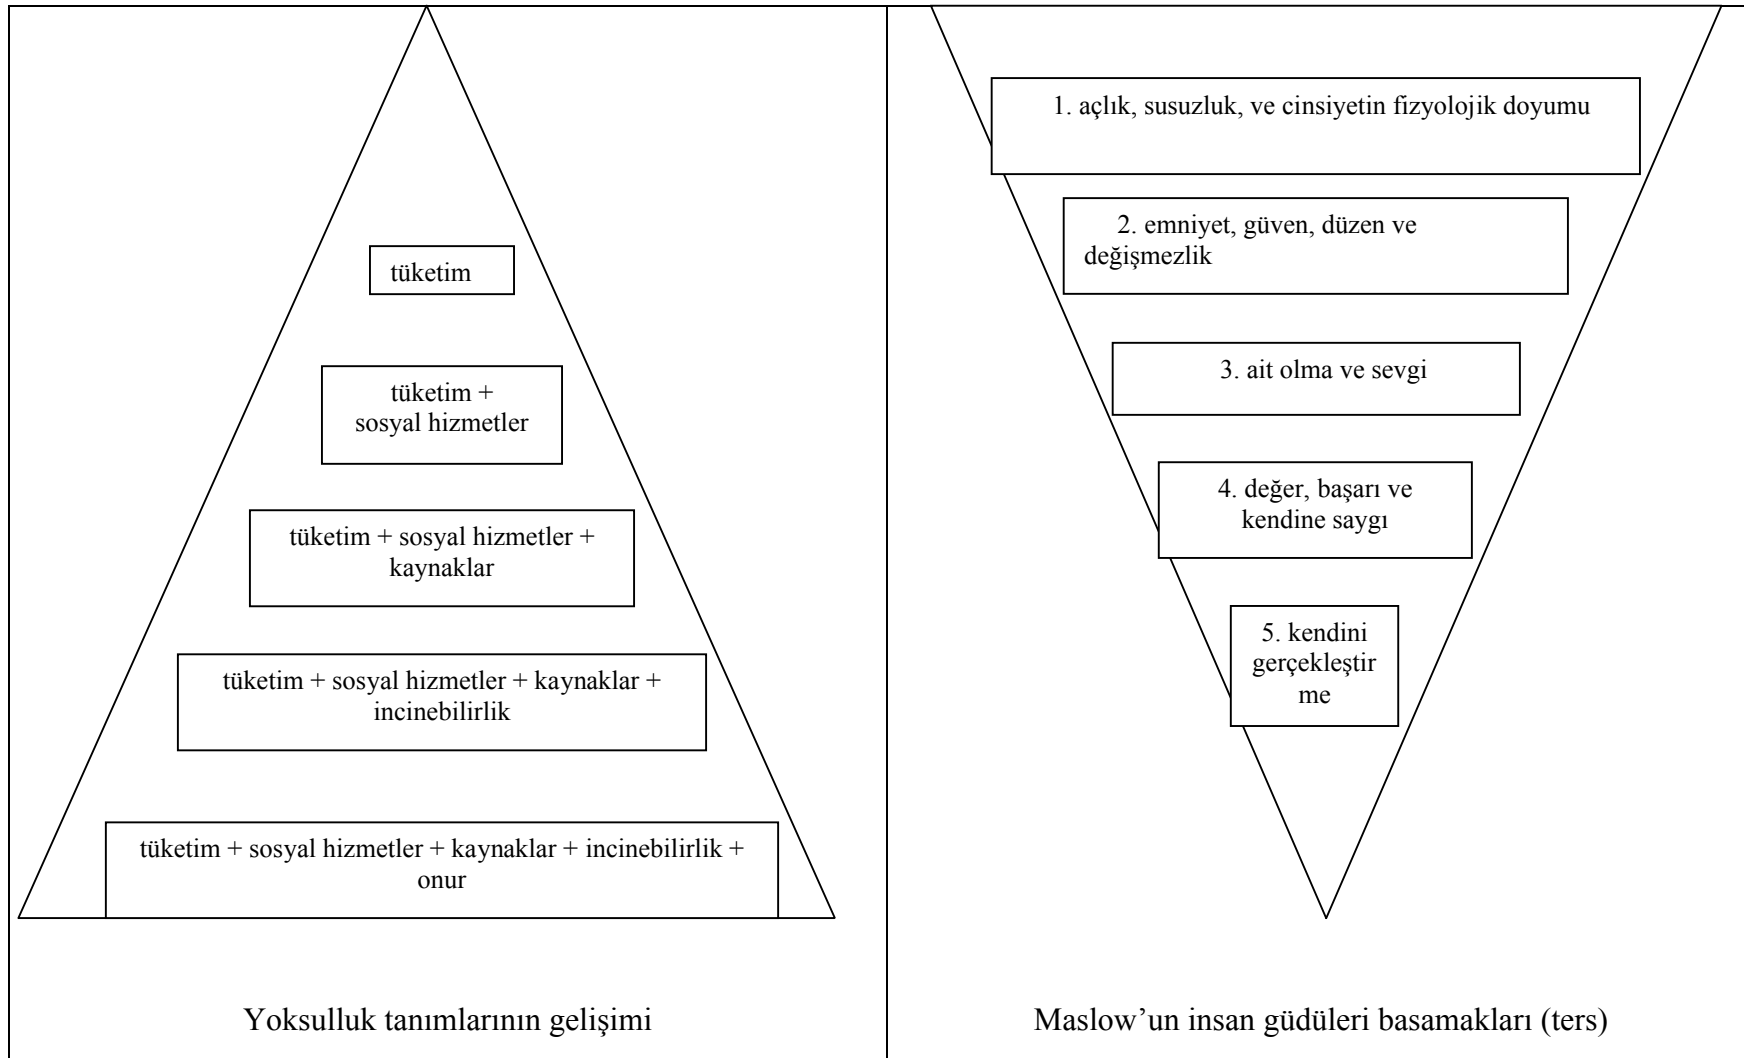 tüketim
tüketim +
sosyal hizmetler
tüketim + sosyal hizmetler +
kaynaklar
tüketim + sosyal hizmetler + kaynaklar +
incinebilirlik
tüketim + sosyal hizmetler + kaynaklar + incinebilirlik +
onur
Yoksulluk tanımlarının gelişimi
1. açlık, susuzluk, ve cinsiyetin fizyolojik doyumu
2. emniyet, güven, düzen ve
değişmezlik
3. ait olma ve sevgi
4. değer, başarı ve
kendine saygı
5. kendini
gerçekleştir
me
Maslow’un insan güdüleri basamakları (ters)